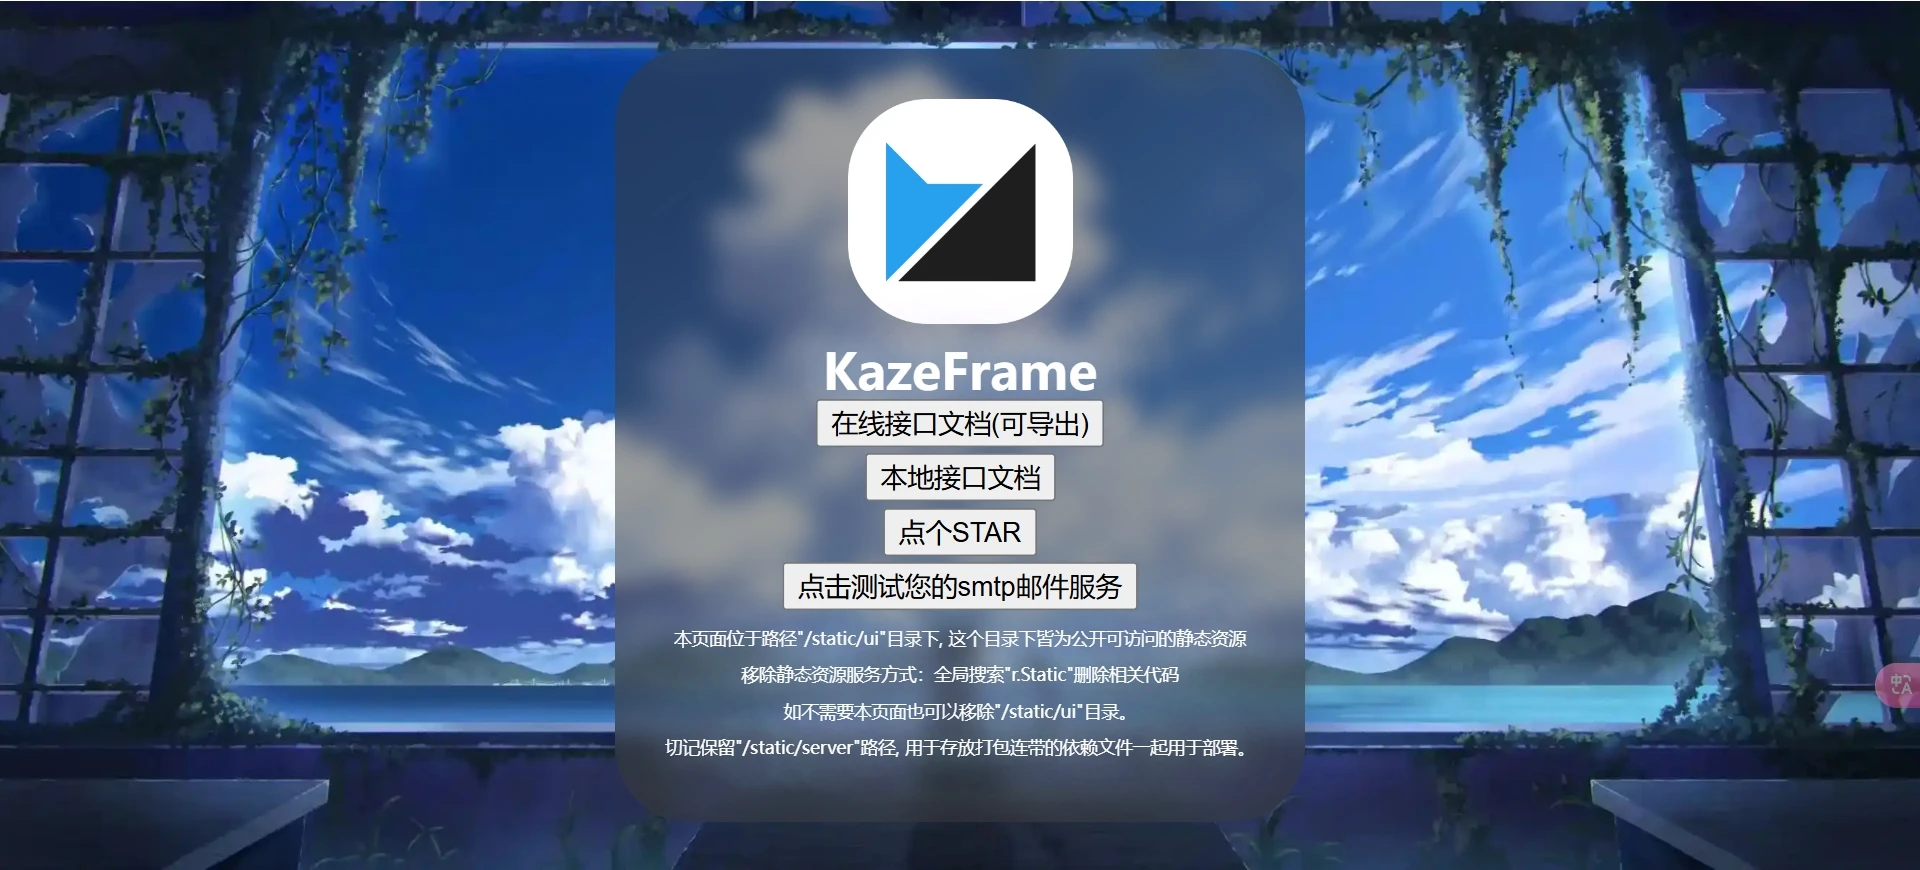 KazeFrame
在线接口文档(可导出)
本地接口文档
点个STAR
点击测试您的smtp邮件服务
本页面位于路径"/static/ui"目录下, 这个目录下皆为公开可访问的静态资源
移除静态资源服务方式：全局搜索"r.Static"删除相关代码
如不需要本页面也可以移除"/static/ui"目录。
切记保留"/static/server"路径, 用于存放打包连带的依赖文件一起用于部署。
中
A